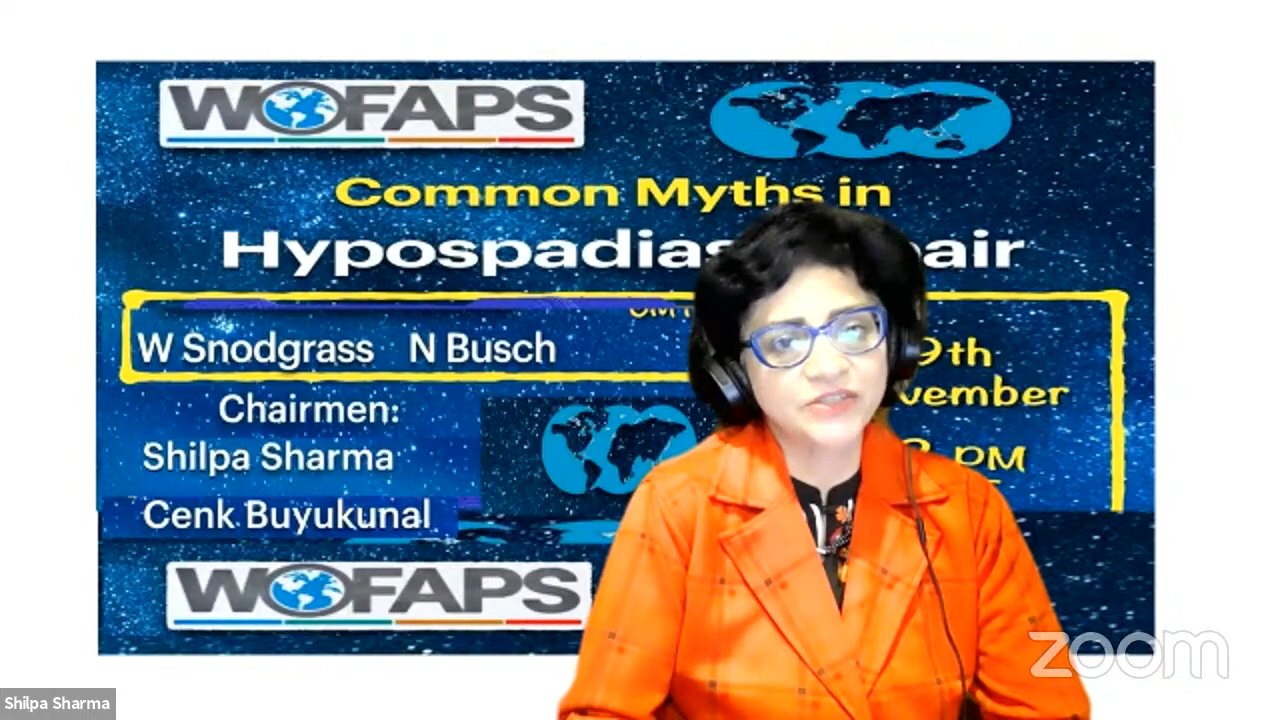 WOFAPS
Common Myths in
Hypospadias pair
W Snodgrass N Busch
9th
vember
Chairmen:
Shilpa Sharma
PM
Cenk Buyukunal
WOFAPS
zoom
Shilpa Sharma